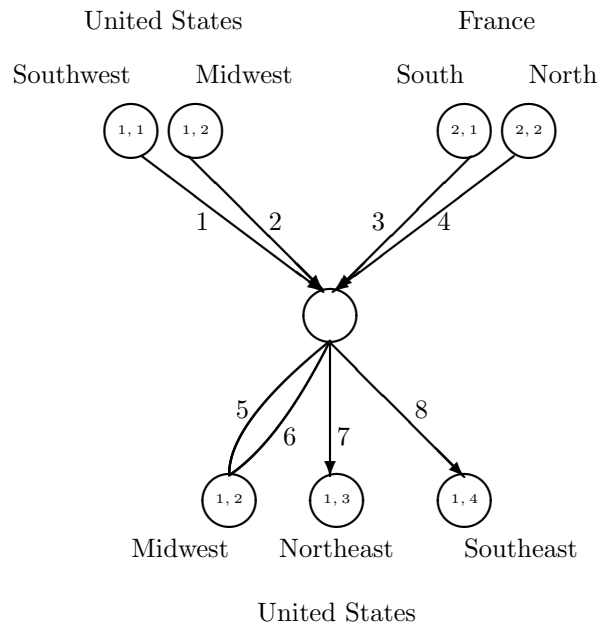 United States France
Southwest Midwest South North
1, 1 1, 2 2, 1 2, 2
1 2 3 4
5 6 7 8
1, 2 1, 3 1, 4
Midwest Northeast Southeast
United States